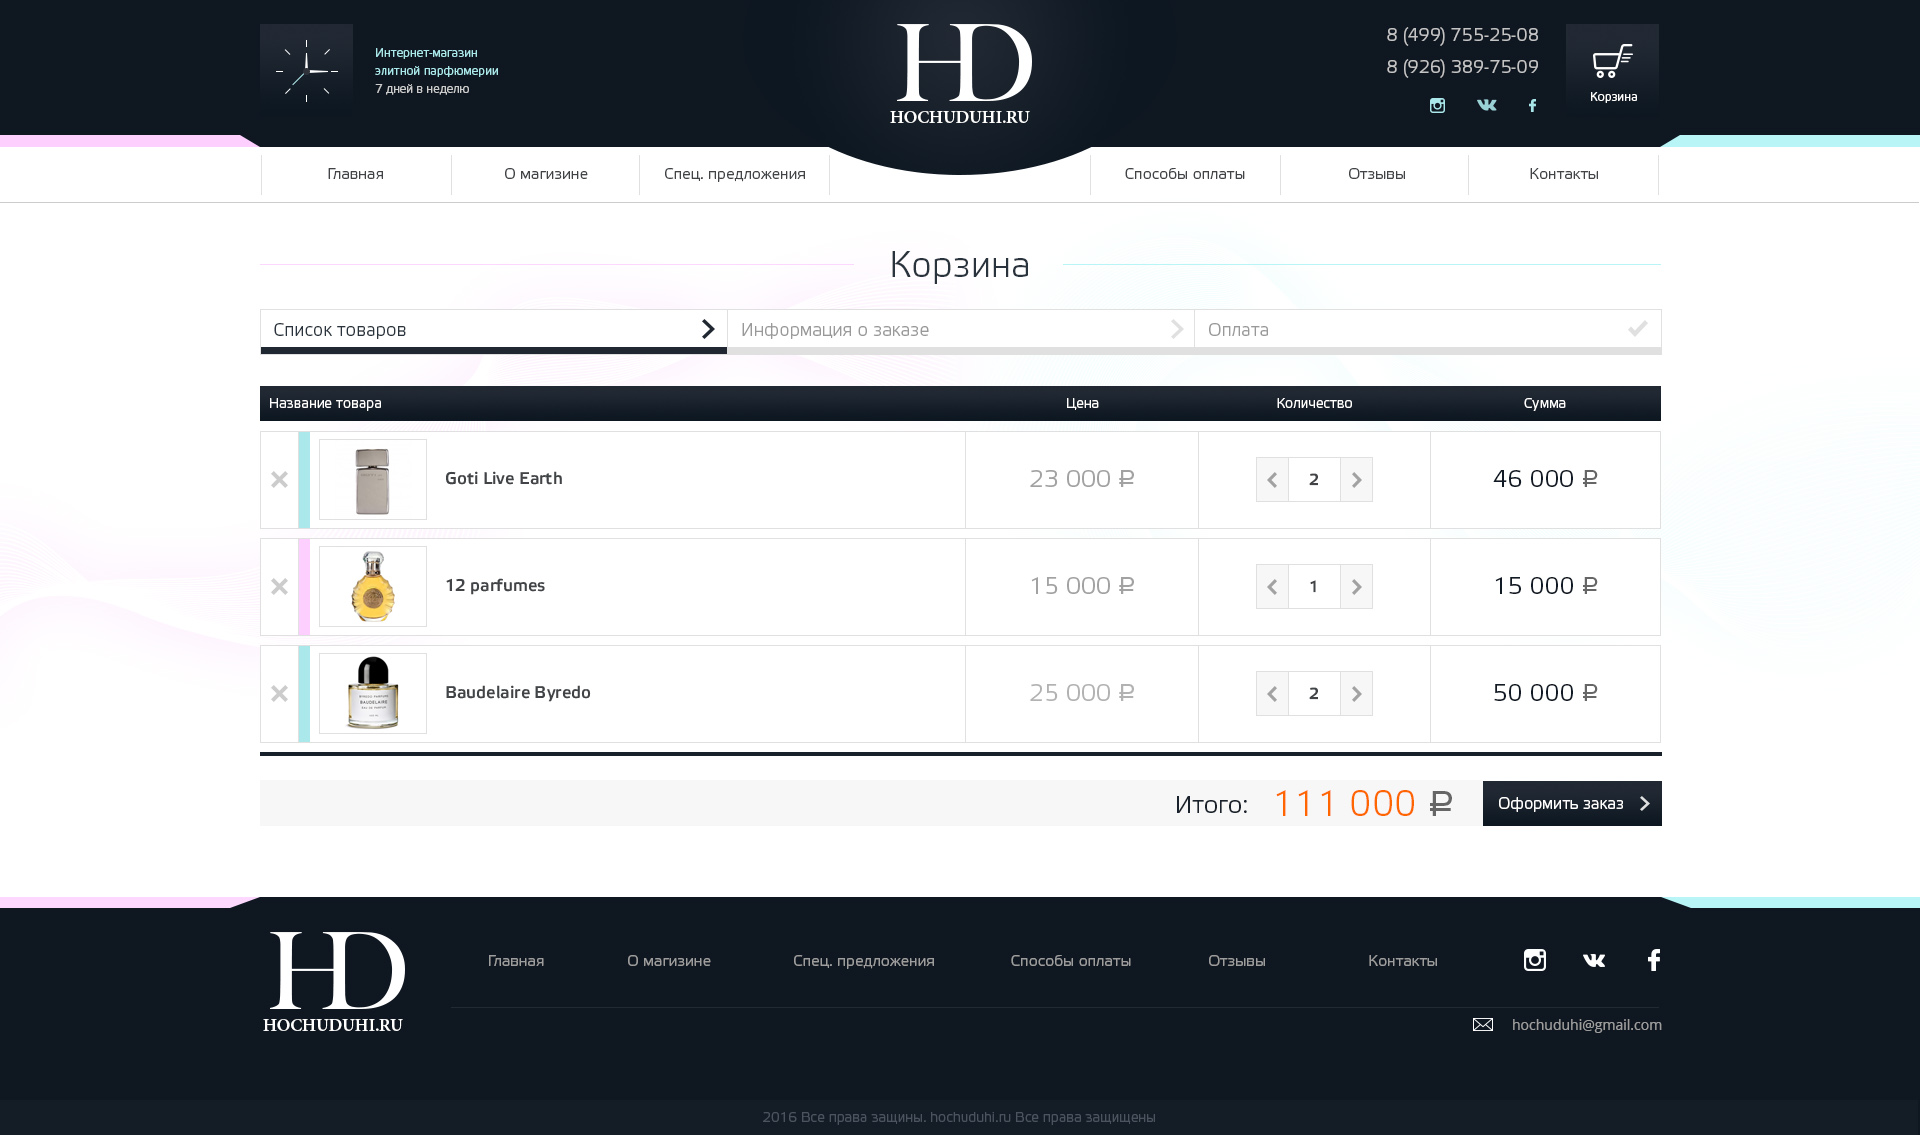 Интернет-магазин
элитной парфюмерии
7 дней в неделю
HD
HOCHUDUHI.RU
8 (499) 755-25-08
8 (926) 389-75-09
Корзина
Главная
О магизине
Спец. предложения
Способы оплаты
Отзывы
Контакты
Корзина
Список товаров
Информация о заказе
Оплата
Название товара
Цена
Количество
Сумма
Goti Live Earth
23 000 ₽
2
46 000 ₽
12 parfumes
15 000 ₽
1
15 000 ₽
BAUDELAIRE
Baudelaire Byredo
25 000 ₽
2
50 000 ₽
Итого: 111 000 ₽
Оформить заказ
HD
HOCHUDUHI.RU
Главная
О магизине
Спец. предложения
Способы оплаты
Отзывы
Контакты
hochuduhi@gmail.com
2016 Все права защины. hochuduhi.ru Все права защищены